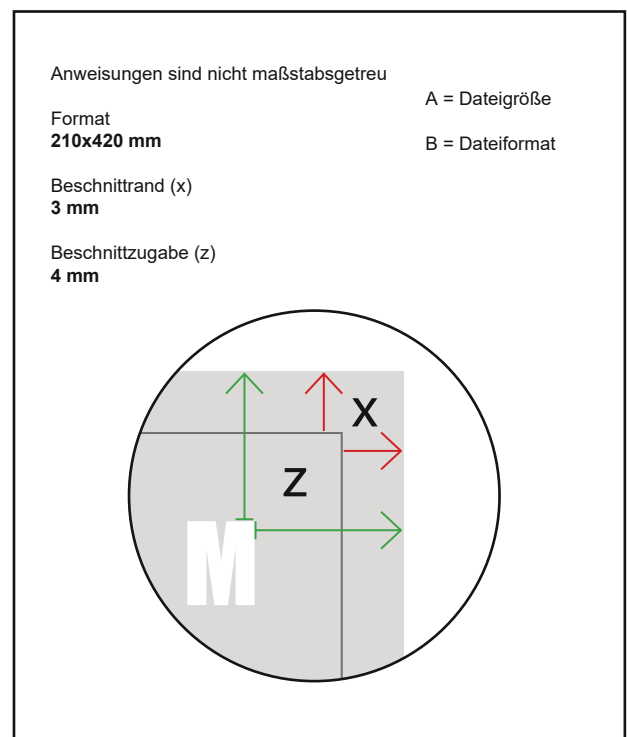 Anweisungen sind nicht maßstabsgetreu
A = Dateigröße
Format
210x420 mm
B = Dateiformat
Beschnittrand (x)
3 mm
Beschnittzugabe (z)
4 mm
x
z
M